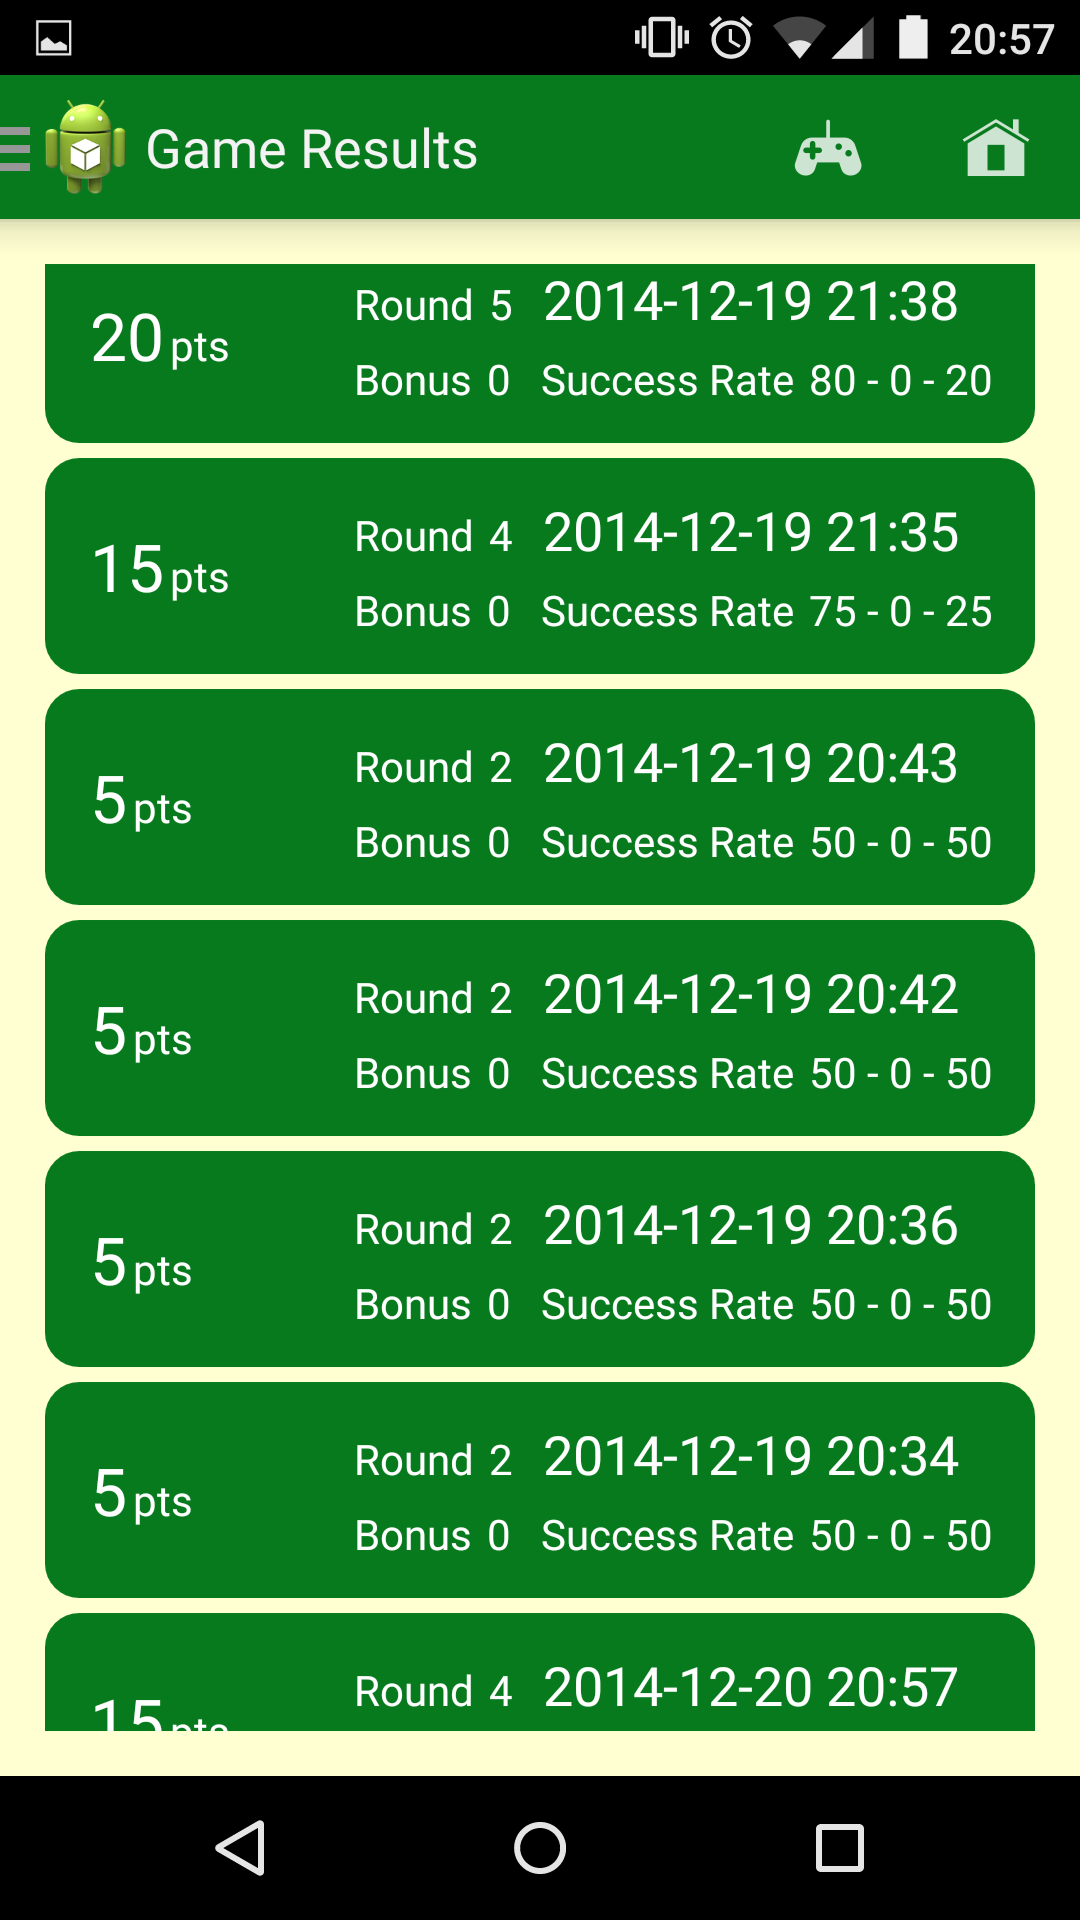 20:57
Game Results
20 pts Round 5 2014-12-19 21:38
Bonus 0 Success Rate 80 - 0 - 20
15 pts Round 4 2014-12-19 21:35
Bonus 0 Success Rate 75 - 0 - 25
5 pts Round 2 2014-12-19 20:43
Bonus 0 Success Rate 50 - 0 - 50
5 pts Round 2 2014-12-19 20:42
Bonus 0 Success Rate 50 - 0 - 50
5 pts Round 2 2014-12-19 20:36
Bonus 0 Success Rate 50 - 0 - 50
5 pts Round 2 2014-12-19 20:34
Bonus 0 Success Rate 50 - 0 - 50
15 pts Round 4 2014-12-20 20:57